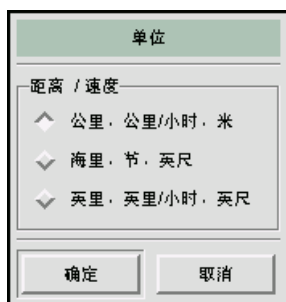 单位
距离 /速度
公里. 公里/小时. 米
海里. 节. 英尺
英里. 英里/小时. 英尺
确定
取消